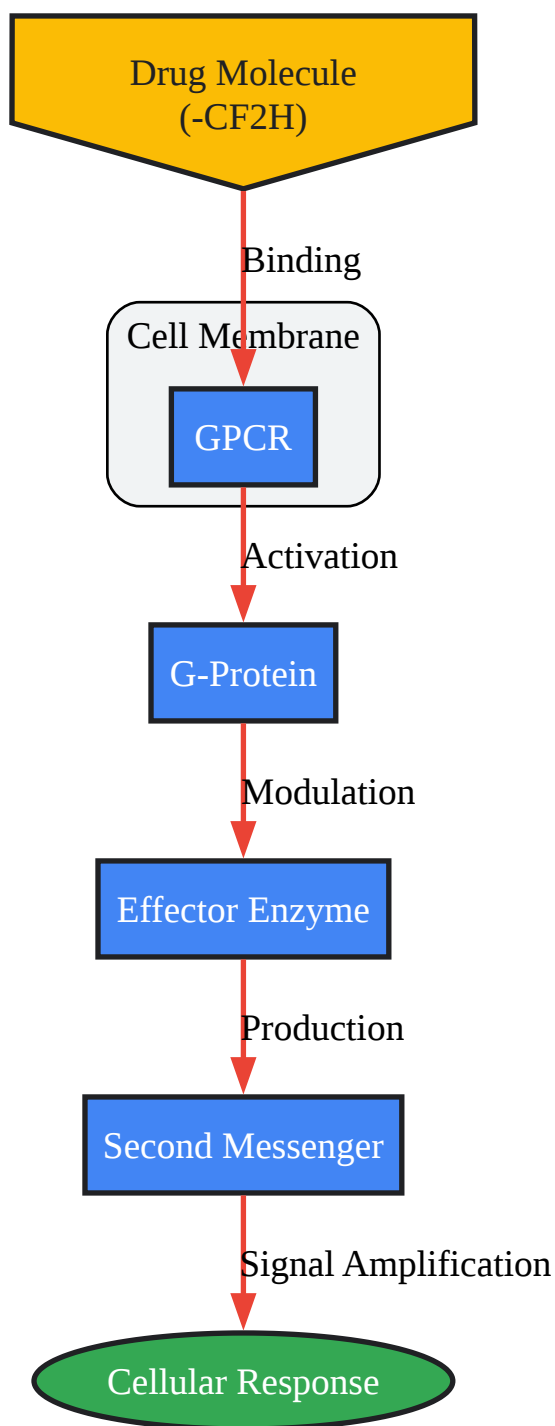 Drug Molecule
(-CF2H)
Binding
Cell Membrane
GPCR
Activation
G-Protein
Modulation
Effector Enzyme
Production
Second Messenger
Signal Amplification
Cellular Response